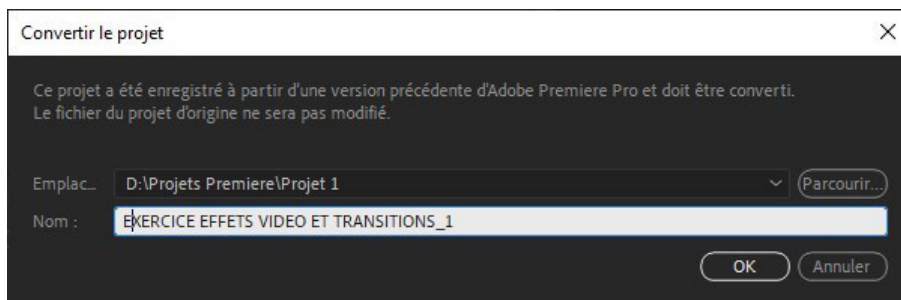 Convertir le projet
Ce projet a été enregistré à partir d'une version précédente d'Adobe Premiere Pro et doit être converti.
Le fichier du projet d'origine ne sera pas modifié.
Emplac... D:\Projets Premiere\Projet 1 Parcourir...
Nom : EXERCICE EFFETS VIDEO ET TRANSITIONS_1
OK Annuler